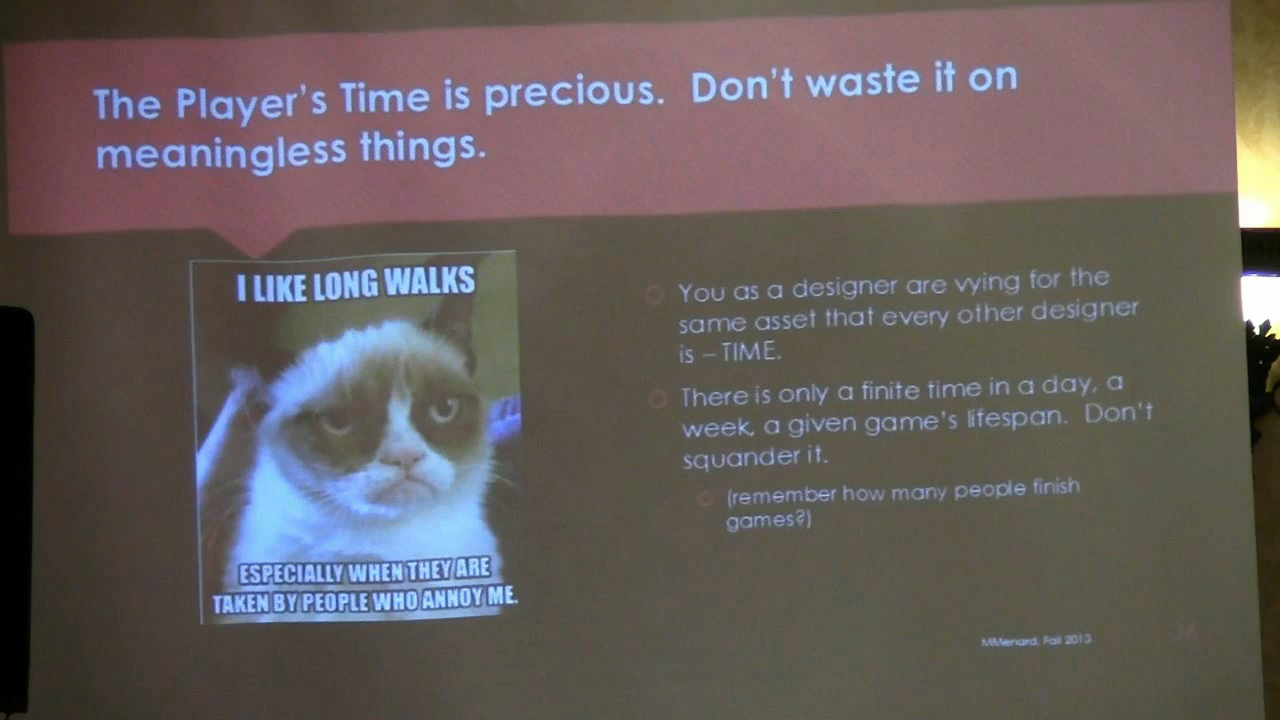 The Player's Time is precious.  Don't waste it on
meaningless things.
I LIKE LONG WALKS
ESPECIALLY WHEN THEY ARE
TAKEN BY PEOPLE WHO ANNOY ME.
You as a designer are vying for the
same asset that every other designer
is – TIME.
There is only a finite time in a day, a
week, a given game's lifespan.  Don't
squander it.
(remember how many people finish
games?)
MMenard, Fall 2013